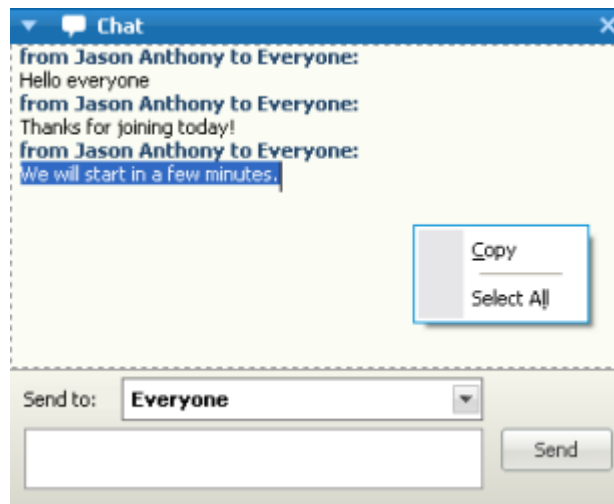 Chat
from Jason Anthony to Everyone:
Hello everyone
from Jason Anthony to Everyone:
Thanks for joining today!
from Jason Anthony to Everyone:
We will start in a few minutes.
Copy
Select All
Send to: Everyone
Send